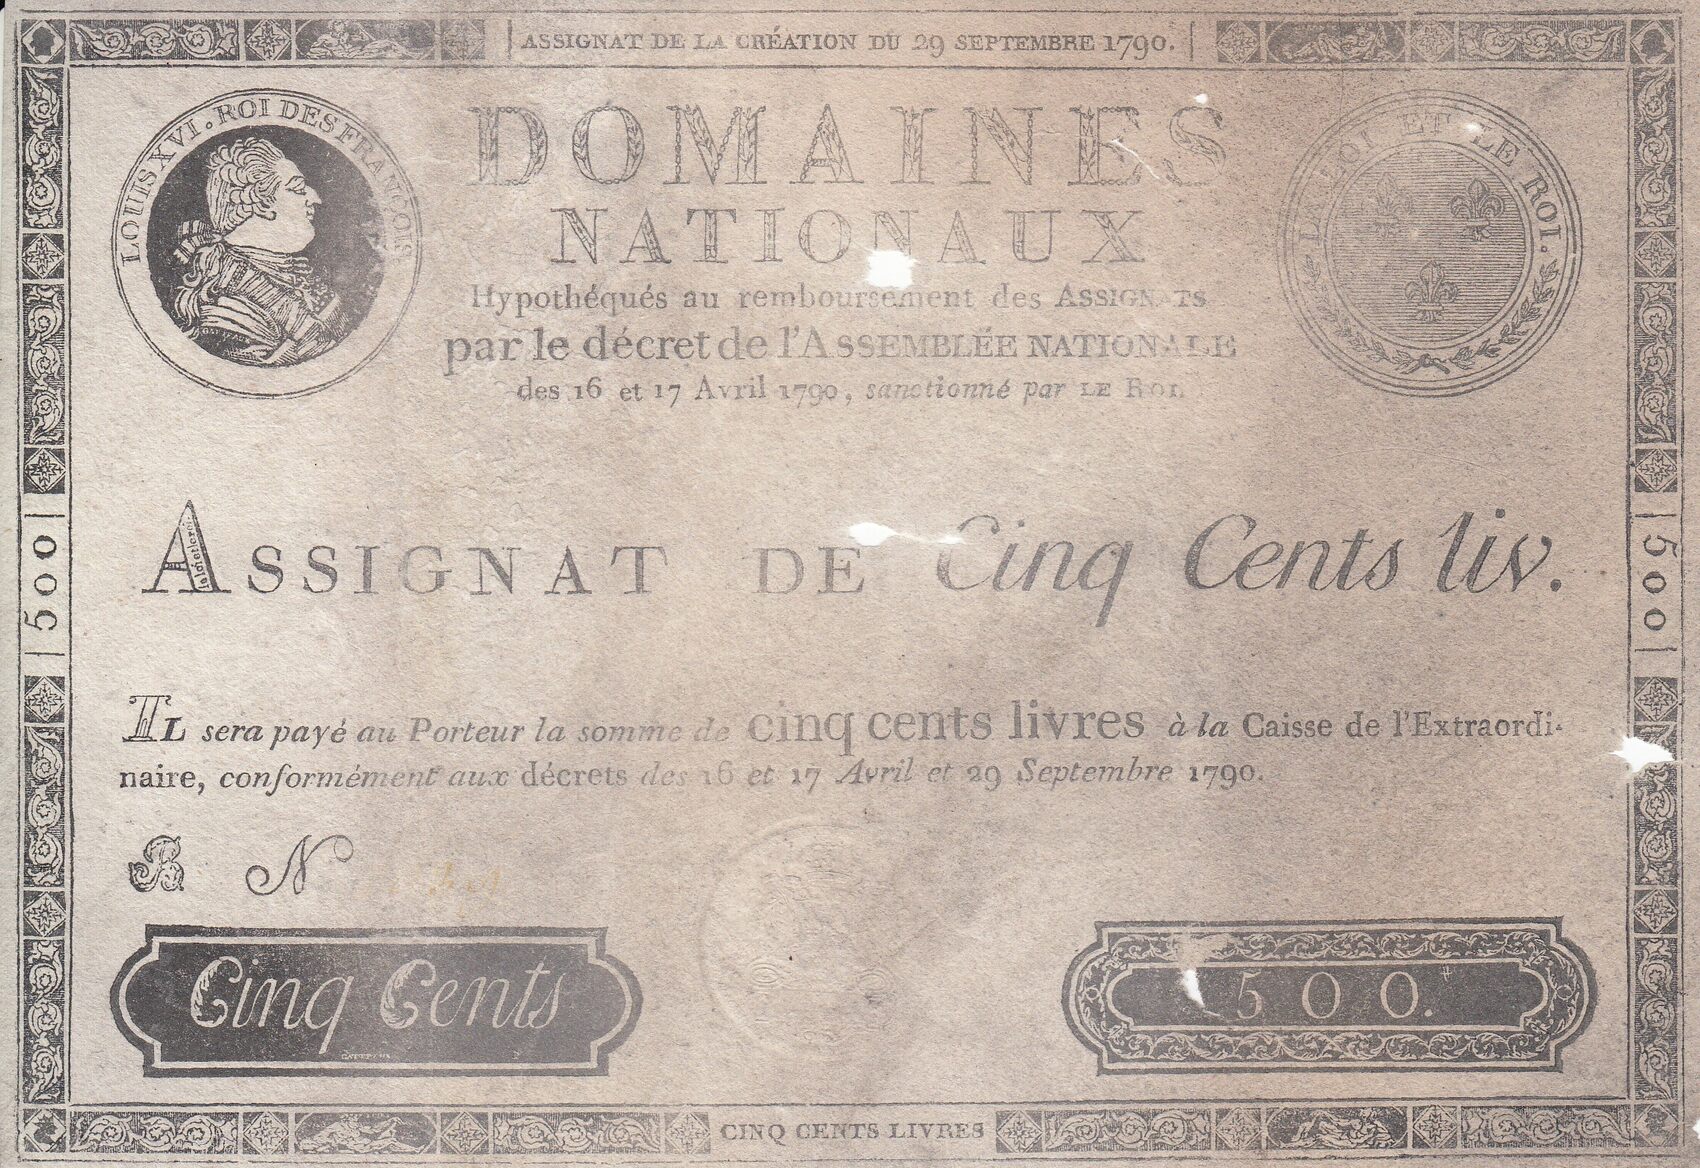 ASSIGNAT DE LA CRÉATION DU 29 SEPTEMBRE 1790.
LOUIS XVI. ROI DES FRANÇOIS
DOMAINES
NATIONAUX
Hypothéqués au remboursement des ASSIGNATS
par le décret de l'ASSEMBLÉE NATIONALE
des 16 et 17 Avril 1790, sanctionné par LE ROI.
LA LOI ET LE ROI.
500
500
ASSIGNAT DE Cinq Cents liv.
IL sera payé au Porteur la somme de cinq cents livres à la Caisse de l'Extraordi-
naire, conformément aux décrets des 16 et 17 Avril et 29 Septembre 1790.
B N
Cinq Cents
500.
CINQ CENTS LIVRES